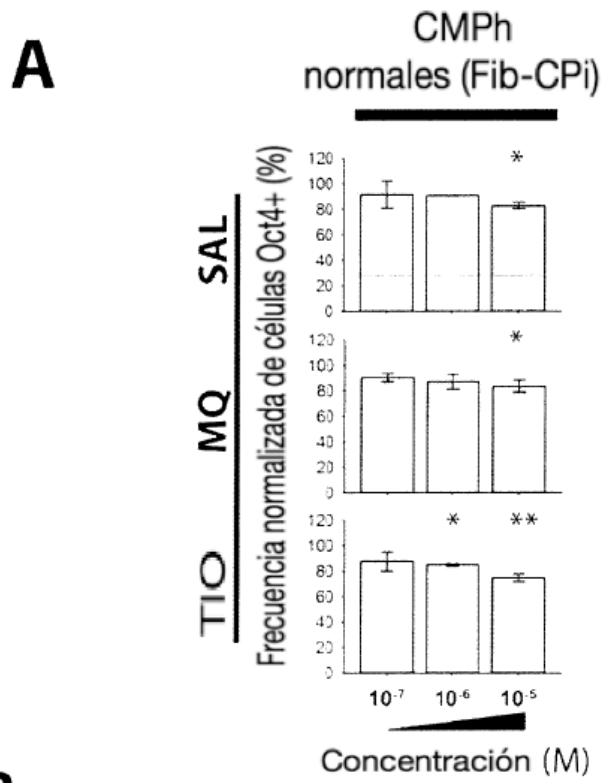 A
CMPh
normales (Fib-CPi)
Frecuencia normalizada de células Oct4+ (%)
SAL
120
100
80
60
40
20
0
*
MQ
120
100
80
60
40
20
0
*
TIO
120
100
80
60
40
20
0
* **
10-7 10-6 10-5
Concentración (M)